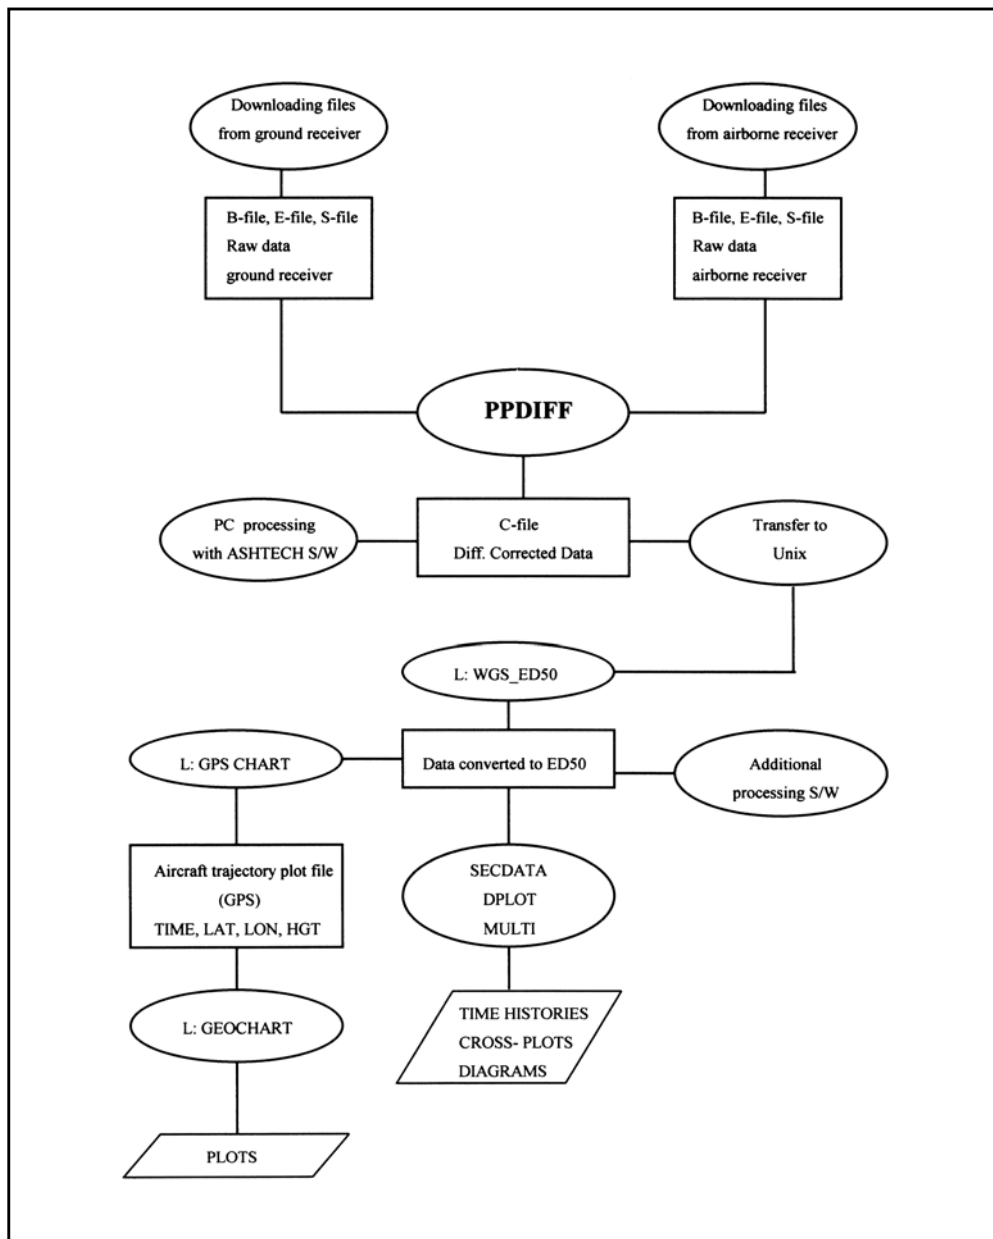 Downloading files
from ground receiver
Downloading files
from airborne receiver
B-file, E-file, S-file
Raw data
ground receiver
B-file, E-file, S-file
Raw data
airborne receiver
PPDIFF
PC processing
with ASHTECH S/W
C-file
Diff. Corrected Data
Transfer to
Unix
L: WGS_ED50
L: GPS CHART
Data converted to ED50
Additional
processing S/W
Aircraft trajectory plot file
(GPS)
TIME, LAT, LON, HGT
SECDATA
DPLOT
MULTI
L: GEOCHART
TIME HISTORIES
CROSS- PLOTS
DIAGRAMS
PLOTS